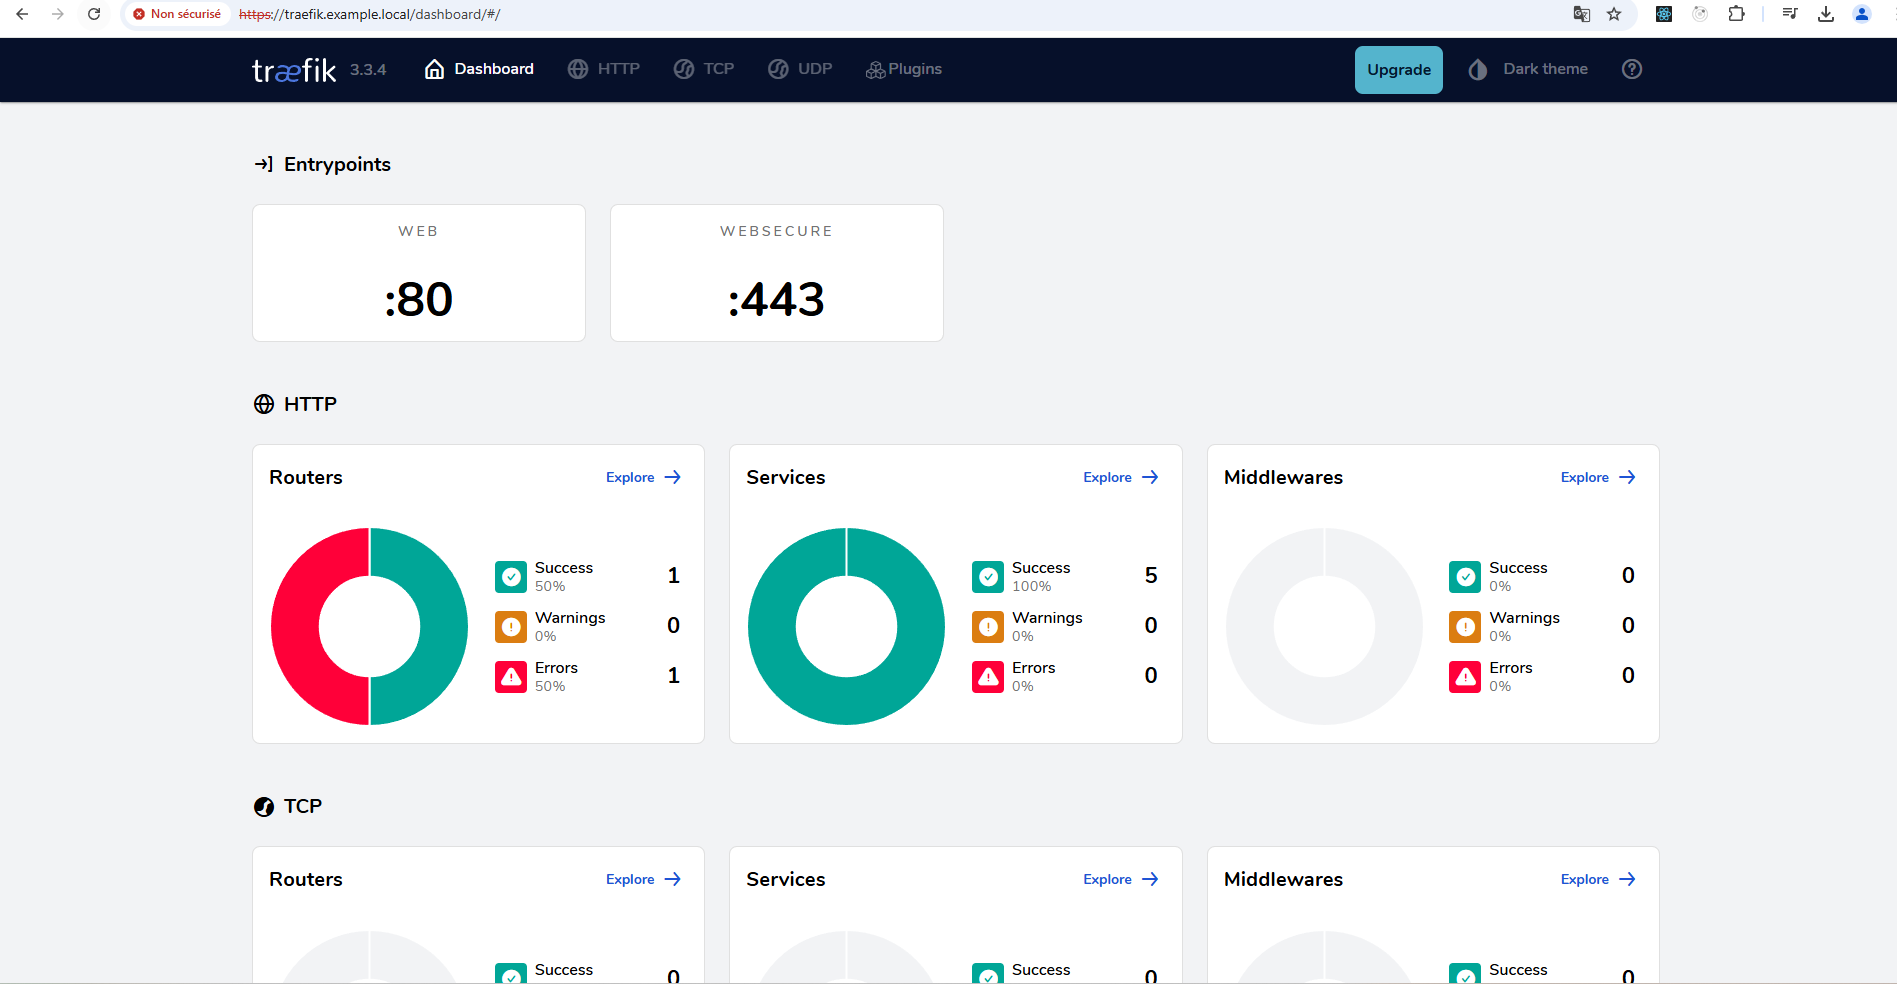 Non sécurisé https://traefik.example.local/dashboard/#/
træfik 3.3.4 Dashboard HTTP TCP UDP Plugins Upgrade Dark theme
Entrypoints
WEB
:80
WEBSECURE
:443
HTTP
Routers Explore
Success 1
50%
Warnings 0
0%
Errors 1
50%
Services Explore
Success 5
100%
Warnings 0
0%
Errors 0
0%
Middlewares Explore
Success 0
0%
Warnings 0
0%
Errors 0
0%
TCP
Routers Explore
Success 0
Services Explore
Success 0
Middlewares Explore
Success 0